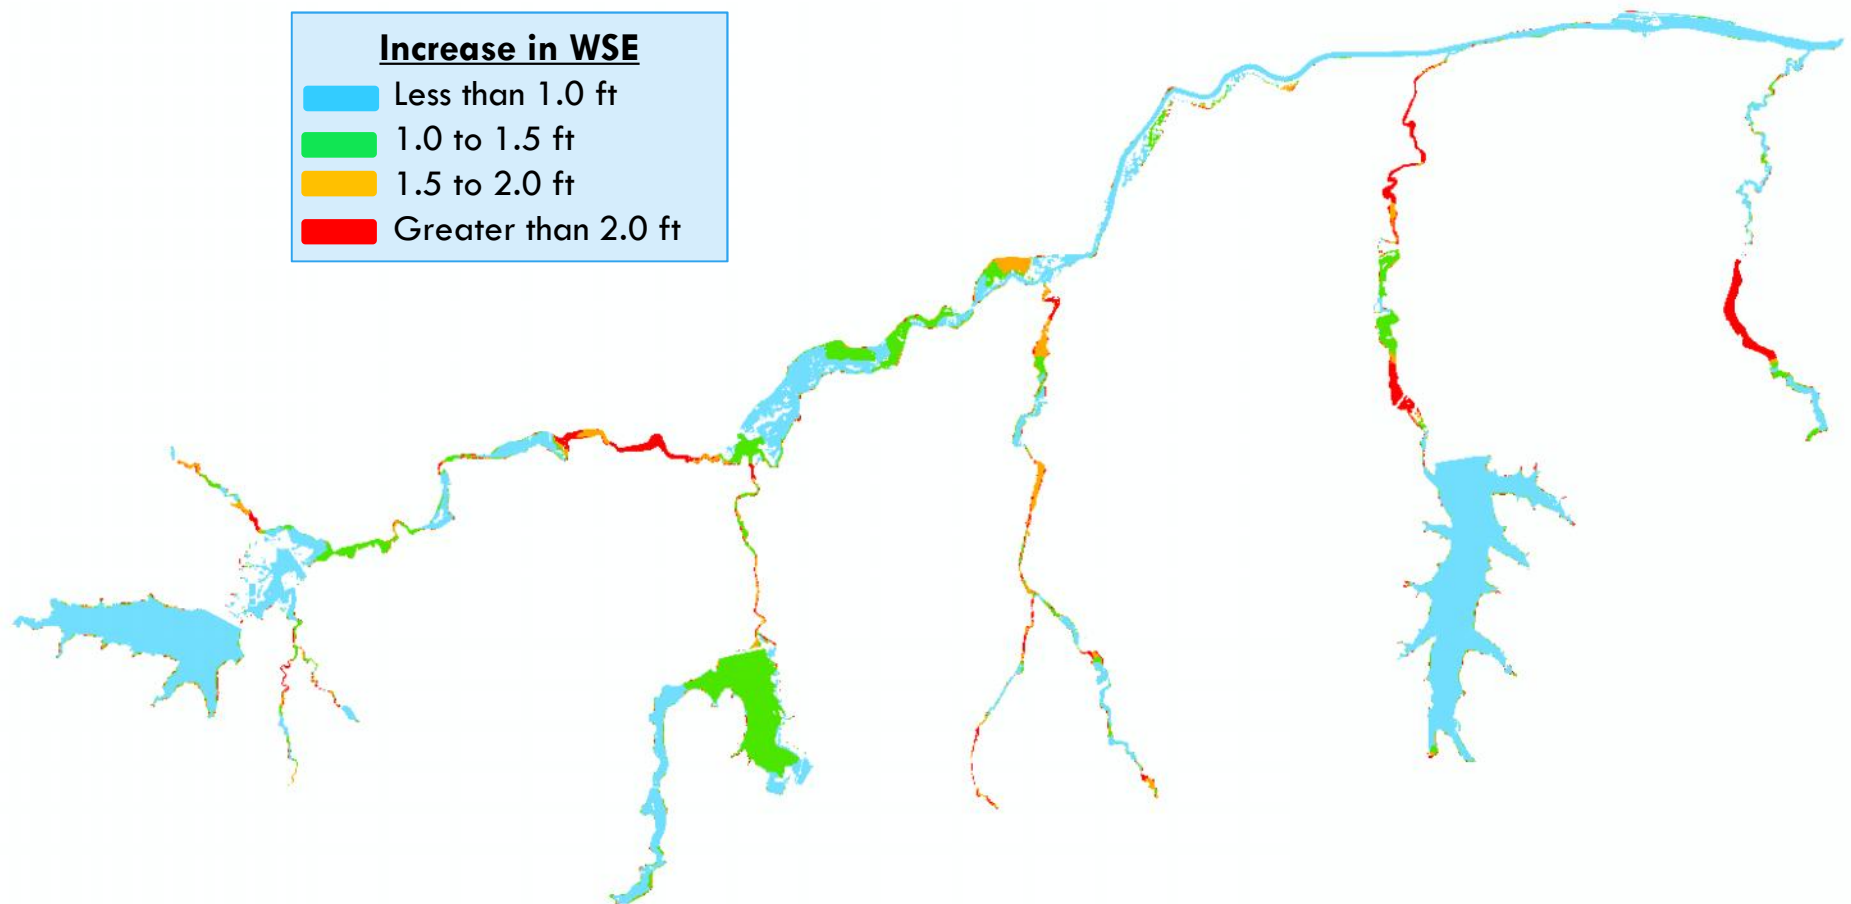 Increase in WSE
Less than 1.0 ft
1.0 to 1.5 ft
1.5 to 2.0 ft
Greater than 2.0 ft